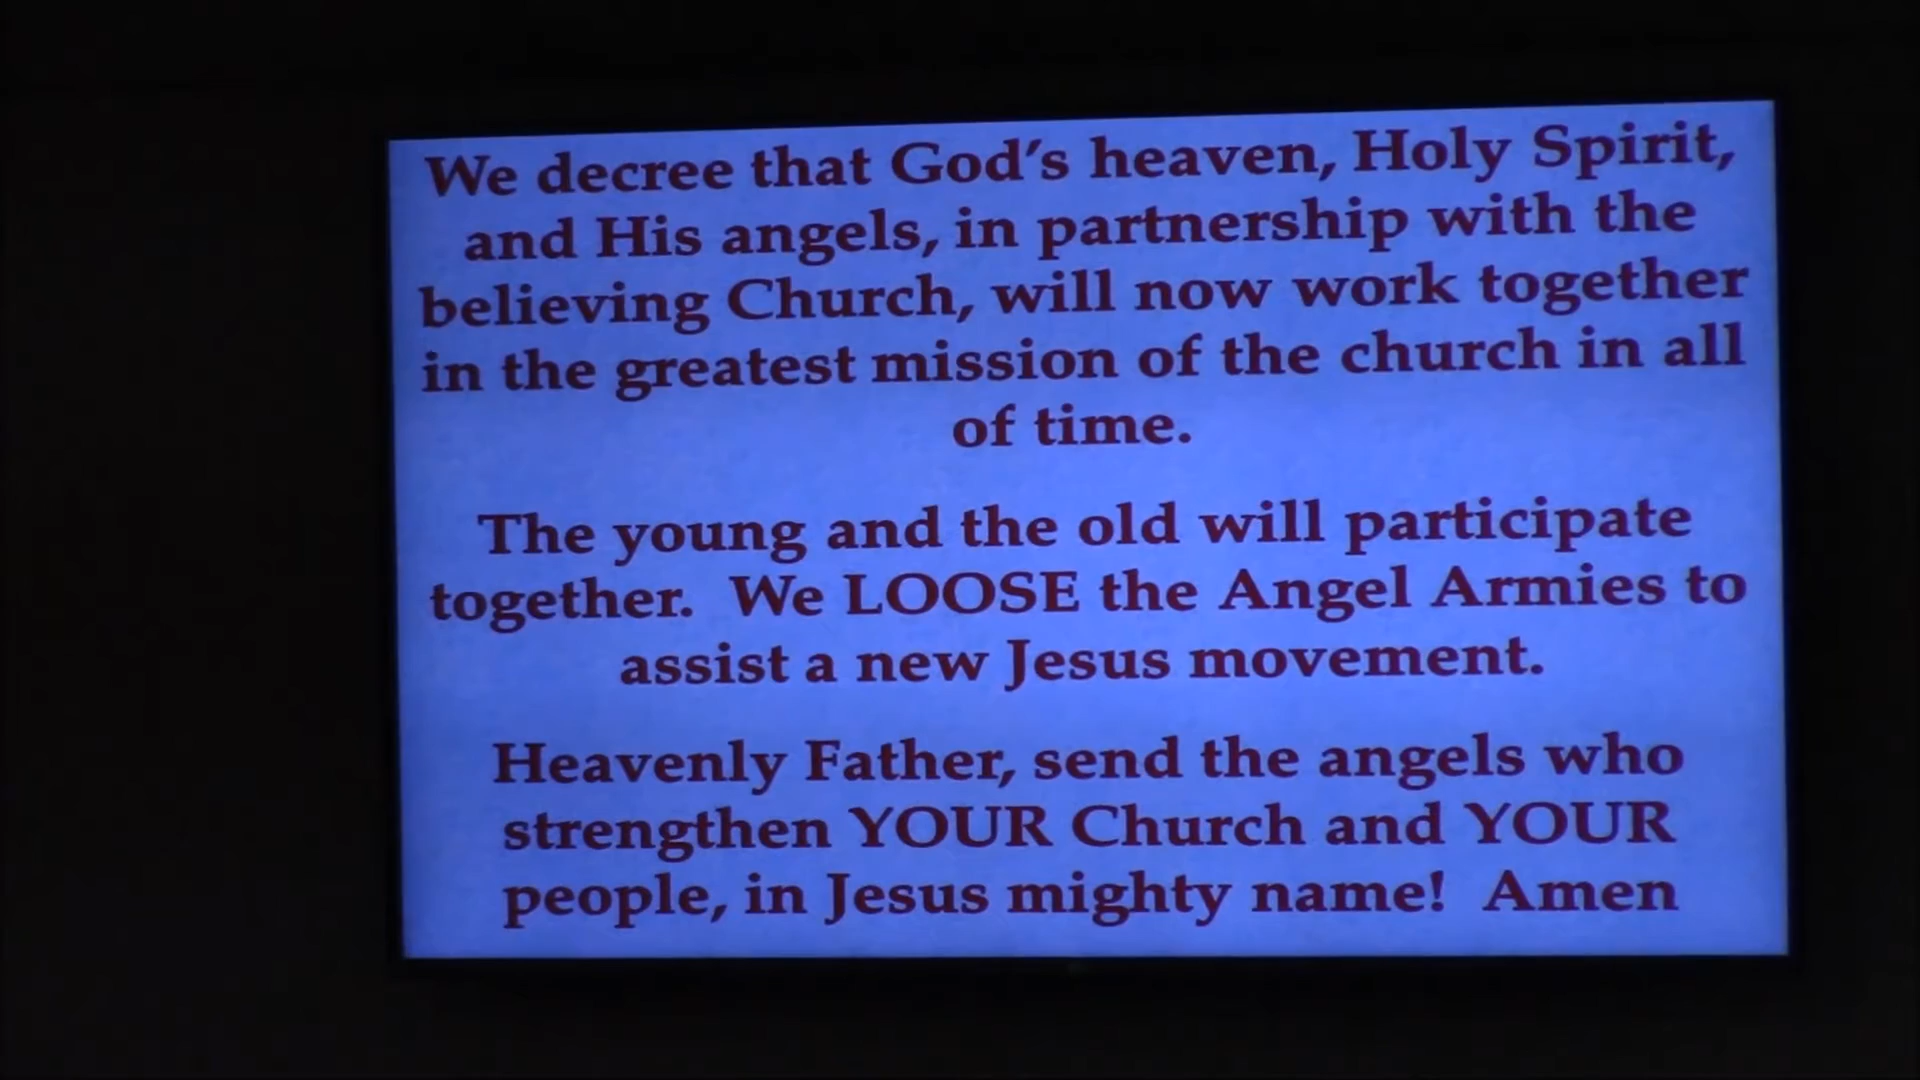 We decree that God's heaven, Holy Spirit,
and His angels, in partnership with the
believing Church, will now work together
in the greatest mission of the church in all
of time.
The young and the old will participate
together.  We LOOSE the Angel Armies to
assist a new Jesus movement.
Heavenly Father, send the angels who
strengthen YOUR Church and YOUR
people, in Jesus mighty name!  Amen